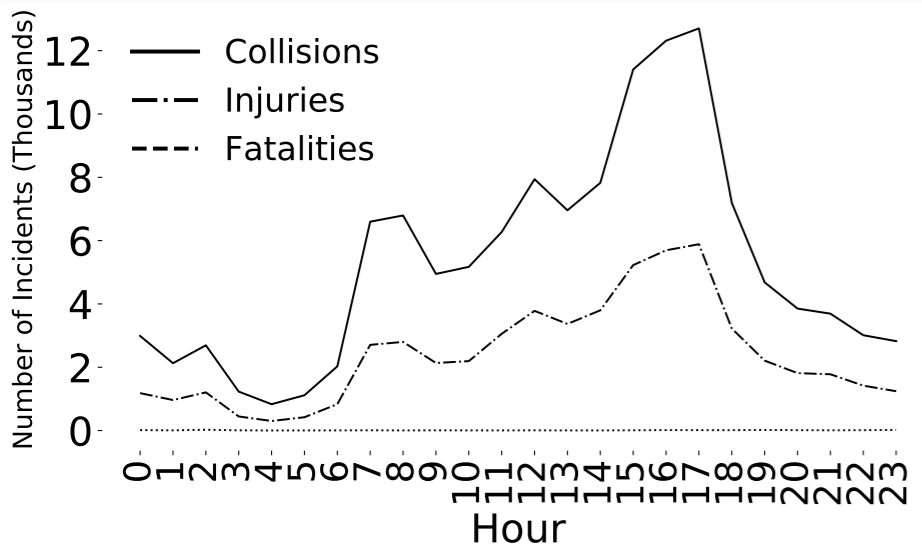 Number of Incidents (Thousands)
12
10
8
6
4
2
0
Collisions
Injuries
Fatalities
0 1 2 3 4 5 6 7 8 9 10 11 12 13 14 15 16 17 18 19 20 21 22 23
Hour